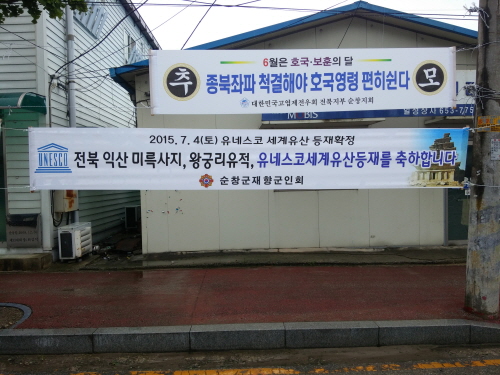 6월은 호국·보훈의 달
추 종북좌파 척결해야 호국영령 편히쉰다 모
대한민국고엽제전우회 전북지부 순창지회
653-775
2015. 7. 4(토) 유네스코 세계유산 등재확정
UNESCO 전북 익산 미륵사지, 왕궁리유적, 유네스코세계유산등재를 축하합니다
순창군재향군인회